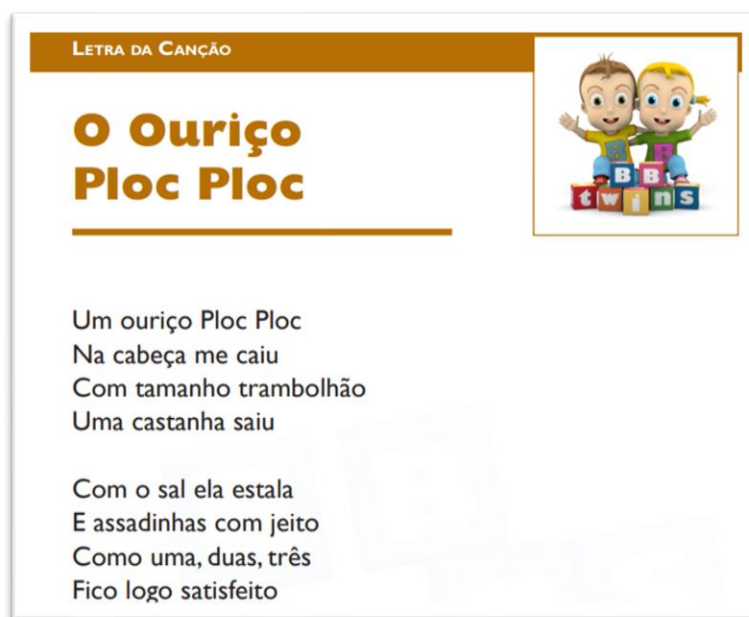 LETRA DA CANÇÃO
O Ouriço
Ploc Ploc
B B
twins
Um ouriço Ploc Ploc
Na cabeça me caiu
Com tamanho trambolhão
Uma castanha saiu
Com o sal ela estala
E assadinhas com jeito
Como uma, duas, três
Fico logo satisfeito